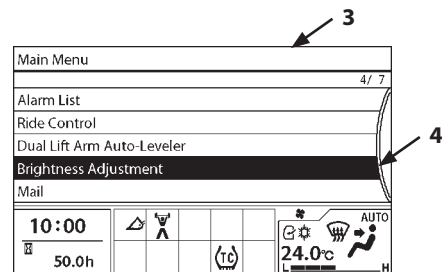 3
Main Menu
4/ 7
Alarm List
Ride Control
Dual Lift Arm Auto-Leveler
4
Brightness Adjustment
Mail
10:00
AUTO
50.0h
TC
24.0℃
L H